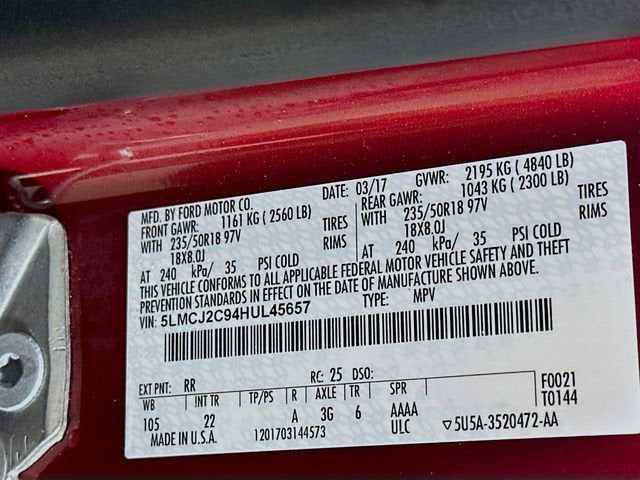 MFD. BY FORD MOTOR CO. DATE: 03/17 GVWR: 2195 KG ( 4840 LB)
FRONT GAWR: 1161 KG ( 2560 LB) REAR GAWR: 1043 KG ( 2300 LB)
WITH 235/50R18 97V TIRES WITH 235/50R18 97V TIRES
18X8.0J RIMS 18X8.0J RIMS
AT 240 kPa/ 35 PSI COLD AT 240 kPa/ 35 PSI COLD
THIS VEHICLE CONFORMS TO ALL APPLICABLE FEDERAL MOTOR VEHICLE SAFETY AND THEFT
PREVENTION STANDARDS IN EFFECT ON THE DATE OF MANUFACTURE SHOWN ABOVE.
VIN: 5LMCJ2C94HUL45657 TYPE: MPV
EXT PNT: RR RC: 25 DSO: F0021
WB INT TR TP/PS R AXLE TR SPR T0144
105 22 A 3G 6 AAAA
MADE IN U.S.A. 1201703144573 ULC ▽5U5A-3520472-AA